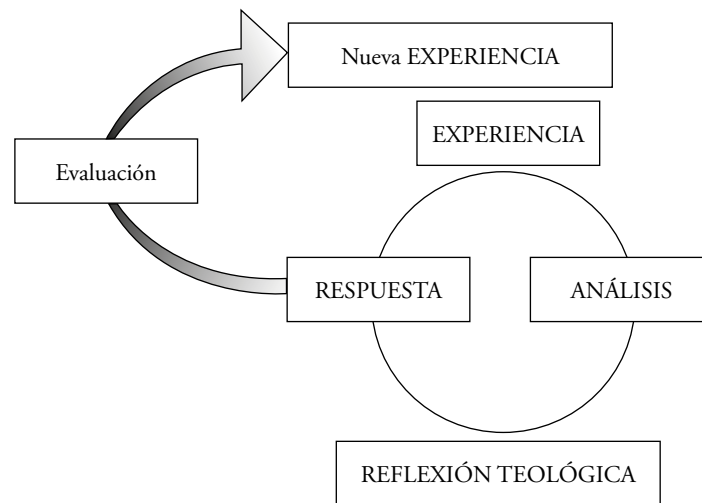 Nueva EXPERIENCIA
EXPERIENCIA
Evaluación
RESPUESTA
ANÁLISIS
REFLEXIÓN TEOLÓGICA